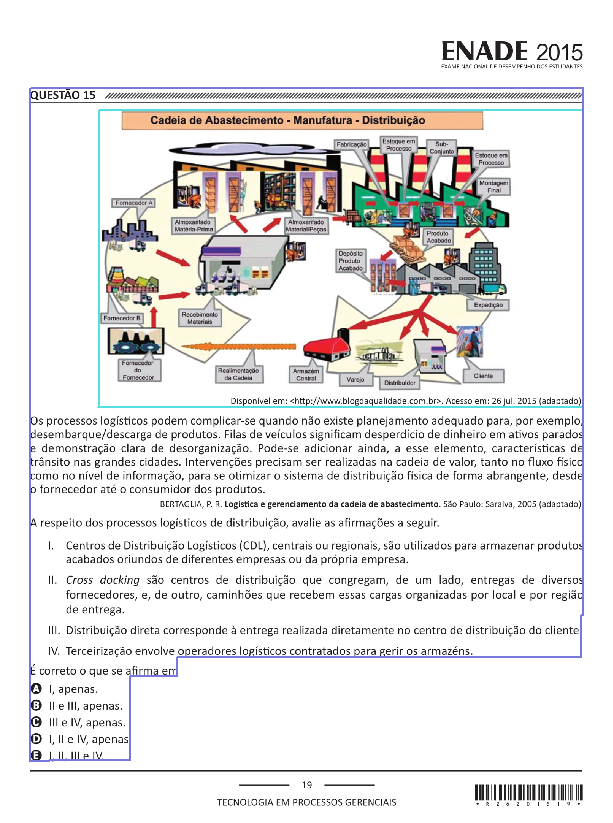 ENADE 2015
EXAME NACIONAL DE DESEMPENHO DOS ESTUDANTES
QUESTÃO 15
Cadeia de Abastecimento - Manufatura - Distribuição
Fabricação
Estoque em Processo
Sub-Conjunto
Estoque em Processo
Montagem Final
Fornecedor A
Almoxarifado Matéria-Prima
Almoxarifado Material/Peças
Produto Acabado
Depósito Produto Acabado
Expedição
Fornecedor B
Recebimento Materiais
Fornecedor do Fornecedor
Realimentação da Cadeia
Armazém Central
Varejo
Distribuidor
Cliente
Disponível em: <http://www.blogdaqualidade.com.br>. Acesso em: 26 jul. 2015 (adaptado)
Os processos logísticos podem complicar-se quando não existe planejamento adequado para, por exemplo,
desembarque/descarga de produtos. Filas de veículos significam desperdício de dinheiro em ativos parados
e demonstração clara de desorganização. Pode-se adicionar ainda, a esse elemento, características de
trânsito nas grandes cidades. Intervenções precisam ser realizadas na cadeia de valor, tanto no fluxo físico
como no nível de informação, para se otimizar o sistema de distribuição física de forma abrangente, desde
o fornecedor até o consumidor dos produtos.
BERTAGLIA, P. R. Logística e gerenciamento da cadeia de abastecimento. São Paulo: Saraiva, 2005 (adaptado)
A respeito dos processos logísticos de distribuição, avalie as afirmações a seguir.
I. Centros de Distribuição Logísticos (CDL), centrais ou regionais, são utilizados para armazenar produtos
acabados oriundos de diferentes empresas ou da própria empresa.
II. Cross docking são centros de distribuição que congregam, de um lado, entregas de diversos
fornecedores, e, de outro, caminhões que recebem essas cargas organizadas por local e por região
de entrega.
III. Distribuição direta corresponde à entrega realizada diretamente no centro de distribuição do cliente
IV. Terceirização envolve operadores logísticos contratados para gerir os armazéns.
É correto o que se afirma em
A I, apenas.
B II e III, apenas.
C III e IV, apenas.
D I, II e IV, apenas
E I, II, III e IV.
19
TECNOLOGIA EM PROCESSOS GERENCIAIS
*R26201519*